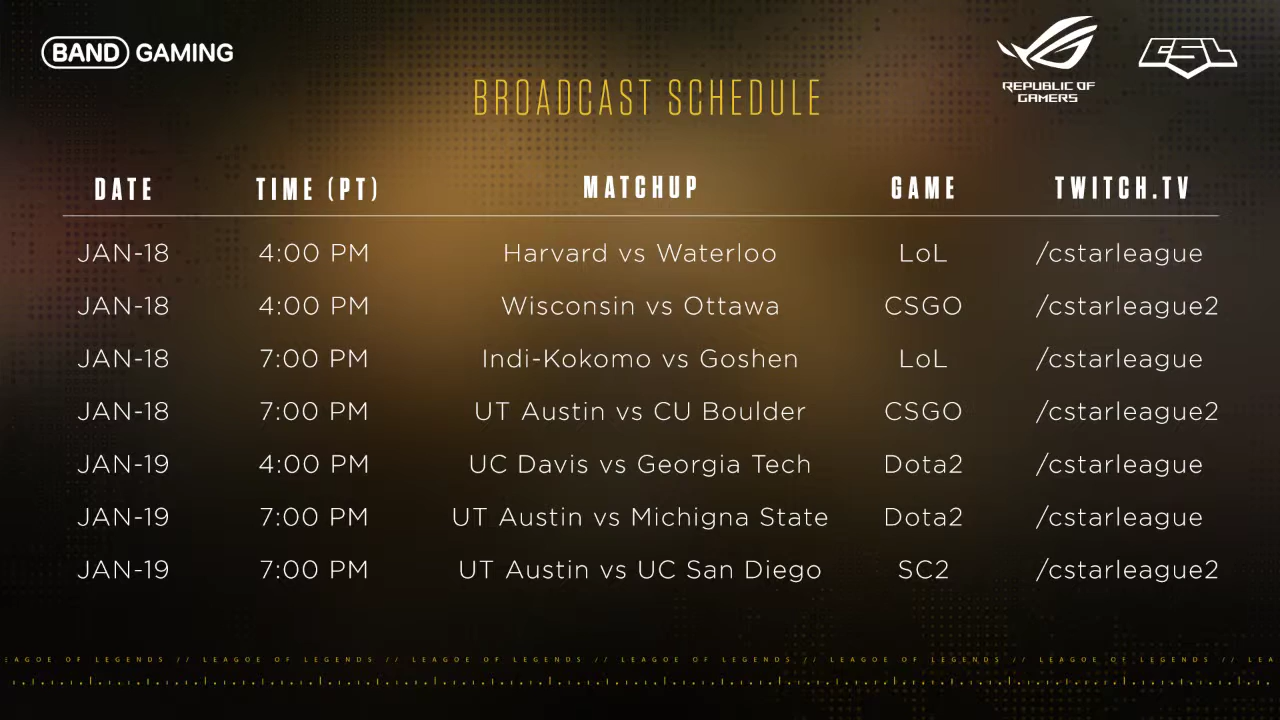 BAND GAMING
REPUBLIC OF
GAMERS
CSL
BROADCAST SCHEDULE
DATE TIME (PT) MATCHUP GAME TWITCH.TV
JAN-18 4:00 PM Harvard vs Waterloo LoL /cstarleague
JAN-18 4:00 PM Wisconsin vs Ottawa CSGO /cstarleague2
JAN-18 7:00 PM Indi-Kokomo vs Goshen LoL /cstarleague
JAN-18 7:00 PM UT Austin vs CU Boulder CSGO /cstarleague2
JAN-19 4:00 PM UC Davis vs Georgia Tech Dota2 /cstarleague
JAN-19 7:00 PM UT Austin vs Michigna State Dota2 /cstarleague
JAN-19 7:00 PM UT Austin vs UC San Diego SC2 /cstarleague2
EAGOE OF LEGENDS // LEAGOE OF LEGENDS // LEAGOE OF LEGENDS // LEAGOE OF LEGENDS // LEAGOE OF LEGENDS // LEAGOE OF LEGENDS // LEA